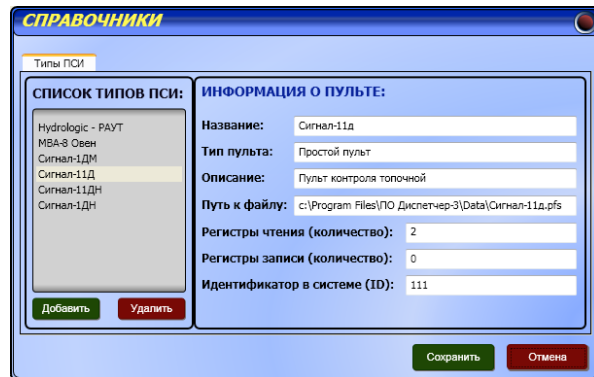 СПРАВОЧНИКИ
Типы ПСИ
СПИСОК ТИПОВ ПСИ:
Hydrologic - РАУТ
МВА-8 Овен
Сигнал-1ДМ
Сигнал-11Д
Сигнал-11ДН
Сигнал-1ДН
Добавить
Удалить
ИНФОРМАЦИЯ О ПУЛЬТЕ:
Название: Сигнал-11д
Тип пульта: Простой пульт
Описание: Пульт контроля топочной
Путь к файлу: c:\Program Files\ПО Диспетчер-3\Data\Сигнал-11д.pfs
Регистры чтения (количество): 2
Регистры записи (количество): 0
Идентификатор в системе (ID): 111
Сохранить
Отмена